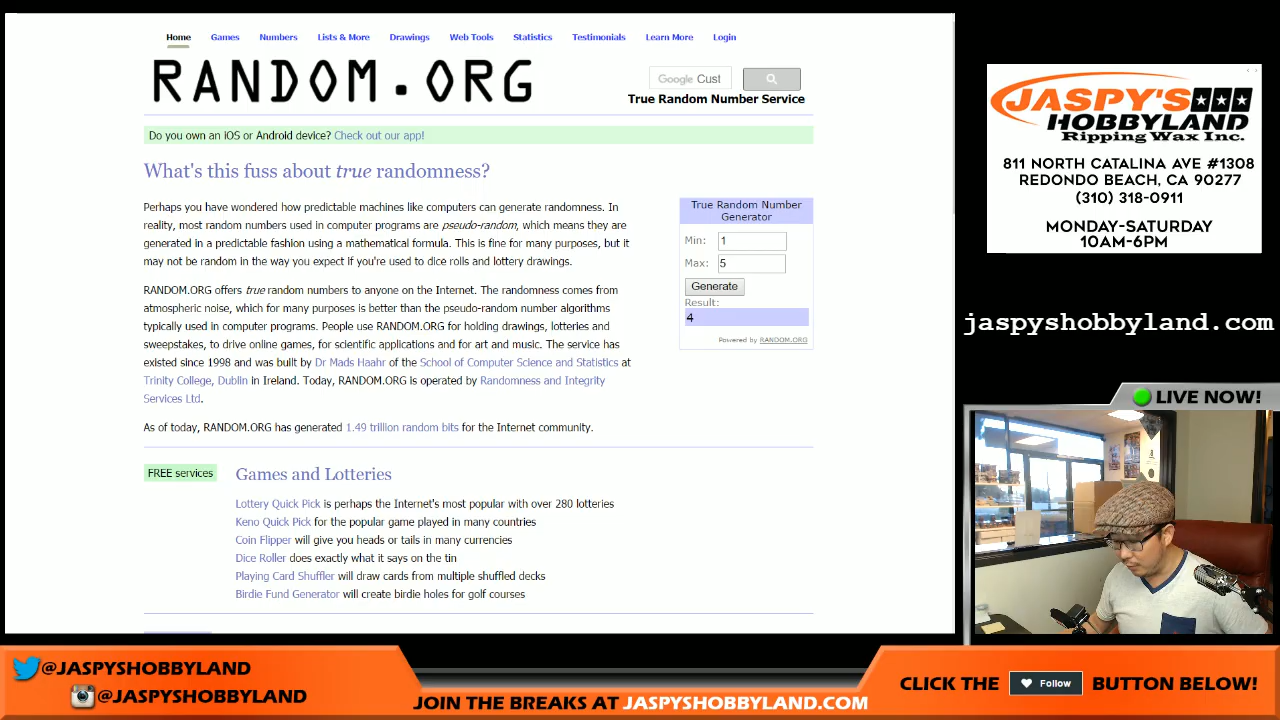 Home Games Numbers Lists & More Drawings Web Tools Statistics Testimonials Learn More Login
RANDOM.ORG
Google Cust
True Random Number Service
Do you own an iOS or Android device? Check out our app!
What's this fuss about true randomness?
Perhaps you have wondered how predictable machines like computers can generate randomness. In
reality, most random numbers used in computer programs are pseudo-random, which means they are
generated in a predictable fashion using a mathematical formula. This is fine for many purposes, but it
may not be random in the way you expect if you're used to dice rolls and lottery drawings.
RANDOM.ORG offers true random numbers to anyone on the Internet. The randomness comes from
atmospheric noise, which for many purposes is better than the pseudo-random number algorithms
typically used in computer programs. People use RANDOM.ORG for holding drawings, lotteries and
sweepstakes, to drive online games, for scientific applications and for art and music. The service has
existed since 1998 and was built by Dr Mads Haahr of the School of Computer Science and Statistics at
Trinity College, Dublin in Ireland. Today, RANDOM.ORG is operated by Randomness and Integrity
Services Ltd.
As of today, RANDOM.ORG has generated 1.49 trillion random bits for the Internet community.
True Random Number
Generator
Min: 1
Max: 5
Generate
Result:
4
Powered by RANDOM.ORG
FREE services
Games and Lotteries
Lottery Quick Pick is perhaps the Internet's most popular with over 280 lotteries
Keno Quick Pick for the popular game played in many countries
Coin Flipper will give you heads or tails in many currencies
Dice Roller does exactly what it says on the tin
Playing Card Shuffler will draw cards from multiple shuffled decks
Birdie Fund Generator will create birdie holes for golf courses
JASPY'S
HOBBYLAND
Ripping Wax Inc.
811 NORTH CATALINA AVE #1308
REDONDO BEACH, CA 90277
(310) 318-0911
MONDAY-SATURDAY
10AM-6PM
jaspyshobbyland.com
LIVE NOW!
@JASPYSHOBBYLAND
@JASPYSHOBBYLAND
JOIN THE BREAKS AT JASPYSHOBBYLAND.COM
CLICK THE Follow BUTTON BELOW!